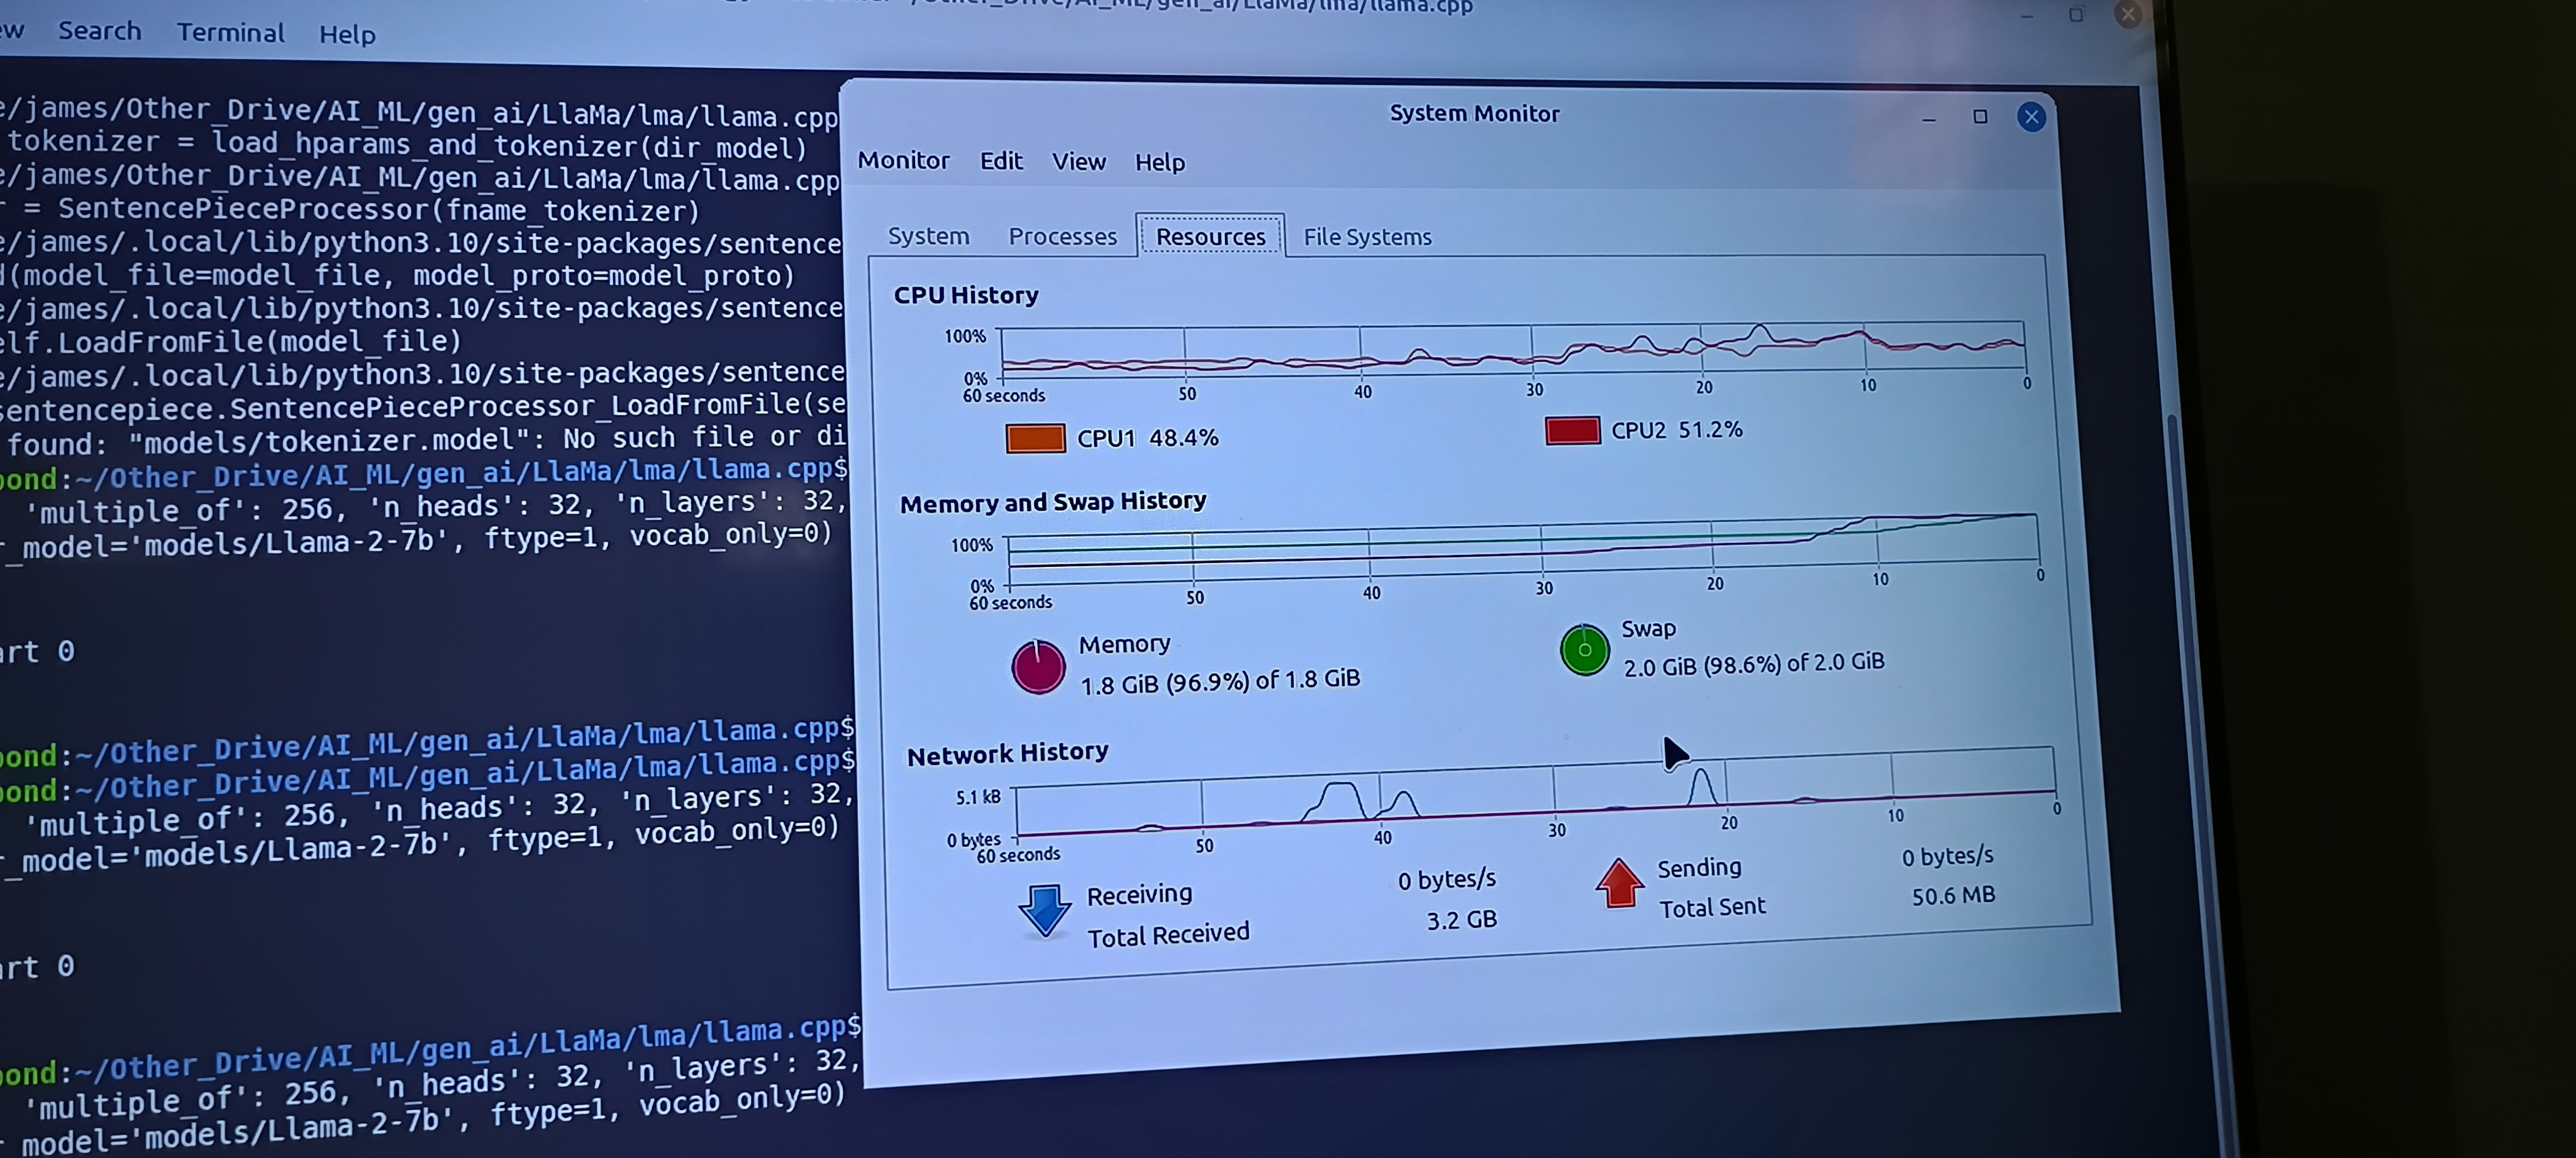 Search Terminal Help
/james/Other_Drive/AI_ML/gen_ai/LlaMa/lma/llama.cpp
tokenizer = load_hparams_and_tokenizer(dir_model)
/james/Other_Drive/AI_ML/gen_ai/LlaMa/lma/llama.cpp
= SentencePieceProcessor(fname_tokenizer)
/james/.local/lib/python3.10/site-packages/sentence
(model_file=model_file, model_proto=model_proto)
/james/.local/lib/python3.10/site-packages/sentence
elf.LoadFromFile(model_file)
/james/.local/lib/python3.10/site-packages/sentence
sentencepiece.SentencePieceProcessor_LoadFromFile(se
found: "models/tokenizer.model": No such file or di
ond:~/Other_Drive/AI_ML/gen_ai/LlaMa/lma/llama.cpp$
'multiple_of': 256, 'n_heads': 32, 'n_layers': 32,
_model='models/Llama-2-7b', ftype=1, vocab_only=0)
art 0
ond:~/Other_Drive/AI_ML/gen_ai/LlaMa/lma/llama.cpp$
ond:~/Other_Drive/AI_ML/gen_ai/LlaMa/lma/llama.cpp$
'multiple_of': 256, 'n_heads': 32, 'n_layers': 32,
_model='models/Llama-2-7b', ftype=1, vocab_only=0)
art 0
ond:~/Other_Drive/AI_ML/gen_ai/LlaMa/lma/llama.cpp$
'multiple_of': 256, 'n_heads': 32, 'n_layers': 32,
_model='models/Llama-2-7b', ftype=1, vocab_only=0)
System Monitor
Monitor Edit View Help
System Processes Resources File Systems
CPU History
100%
0%
60 seconds 50 40 30 20 10 0
CPU1 48.4% CPU2 51.2%
Memory and Swap History
100%
0%
60 seconds 50 40 30 20 10 0
Memory
1.8 GiB (96.9%) of 1.8 GiB
Swap
2.0 GiB (98.6%) of 2.0 GiB
Network History
5.1 kB
0 bytes
60 seconds 50 40 30 20 10 0
Receiving 0 bytes/s
Total Received 3.2 GB
Sending 0 bytes/s
Total Sent 50.6 MB